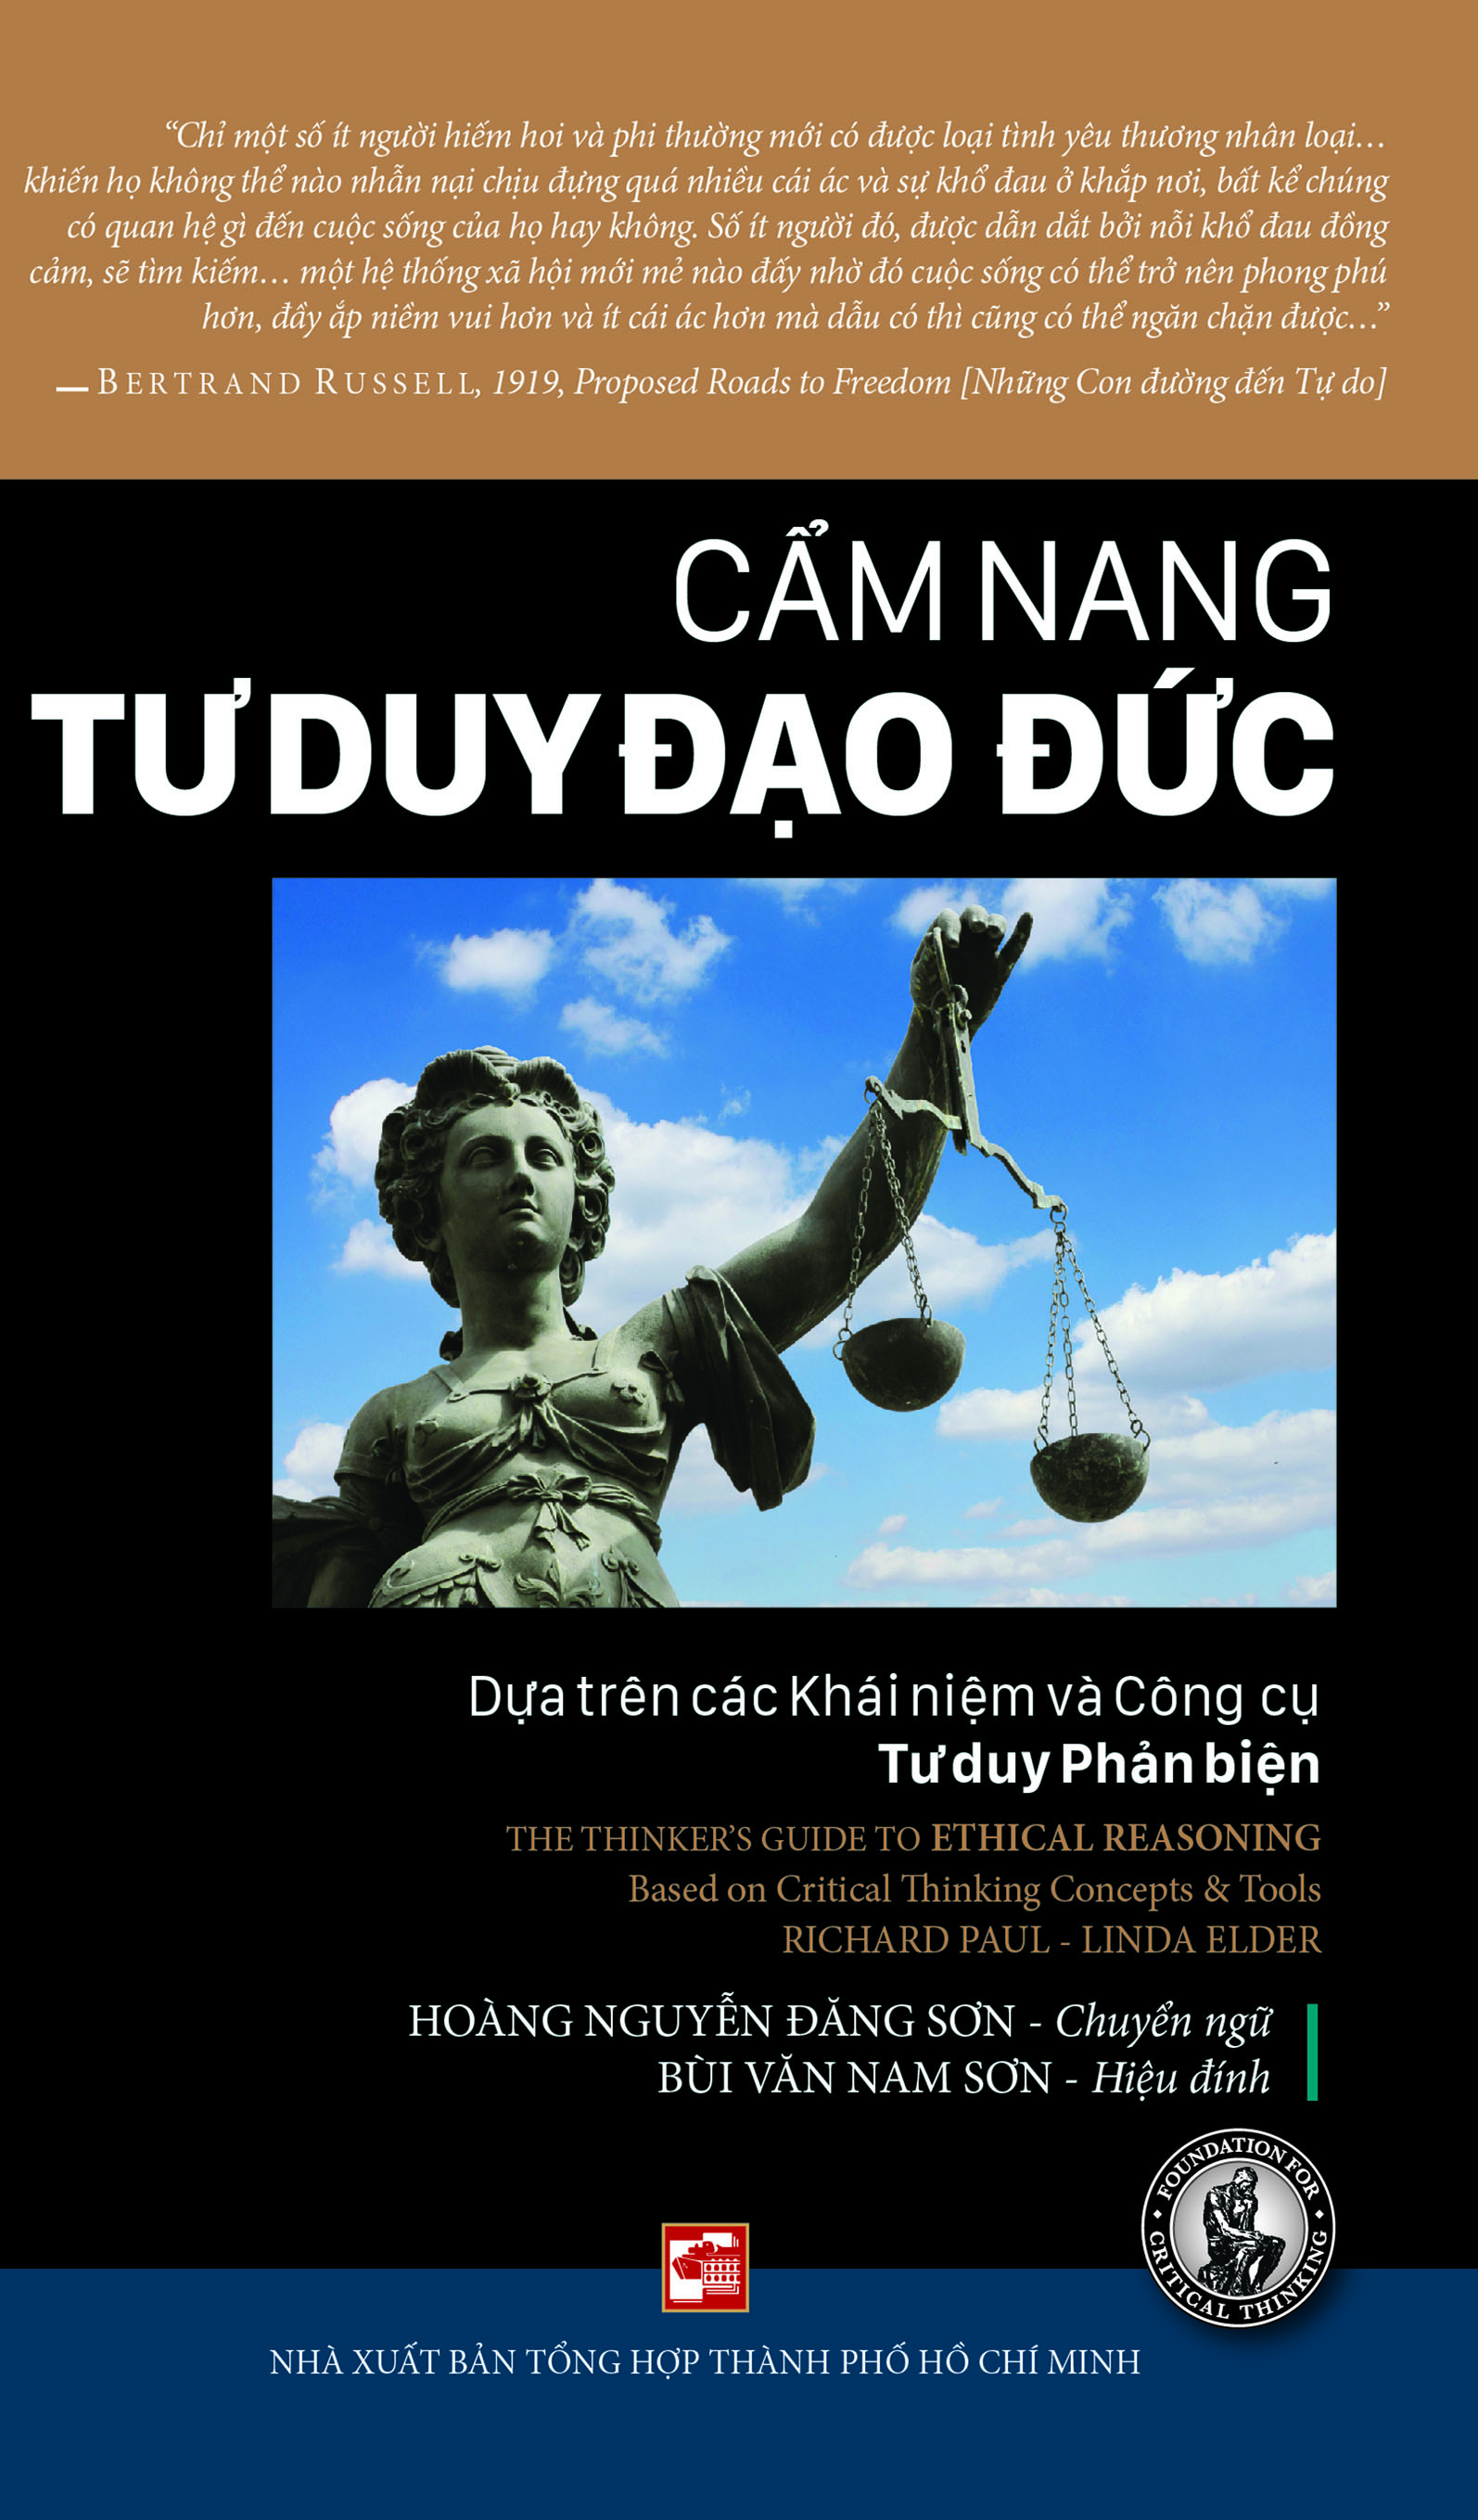 “Chỉ một số ít người hiếm hoi và phi thường mới có được loại tình yêu thương nhân loại…
khiến họ không thể nào nhẫn nại chịu đựng quá nhiều cái ác và sự khổ đau ở khắp nơi, bất kể chúng
có quan hệ gì đến cuộc sống của họ hay không. Số ít người đó, được dẫn dắt bởi nỗi khổ đau đồng
cảm, sẽ tìm kiếm… một hệ thống xã hội mới mẻ nào đấy nhờ đó cuộc sống có thể trở nên phong phú
hơn, đầy ắp niềm vui hơn và ít cái ác hơn mà dẫu có thì cũng có thể ngăn chặn được…”
— BERTRAND RUSSELL, 1919, Proposed Roads to Freedom [Những Con đường đến Tự do]
CẨM NANG
TƯ DUY ĐẠO ĐỨC
Dựa trên các Khái niệm và Công cụ
Tư duy Phản biện
THE THINKER’S GUIDE TO ETHICAL REASONING
Based on Critical Thinking Concepts & Tools
RICHARD PAUL - LINDA ELDER
HOÀNG NGUYỄN ĐĂNG SƠN - Chuyển ngữ
BÙI VĂN NAM SƠN - Hiệu đính
FOUNDATION FOR
CRITICAL THINKING
NHÀ XUẤT BẢN TỔNG HỢP THÀNH PHỐ HỒ CHÍ MINH